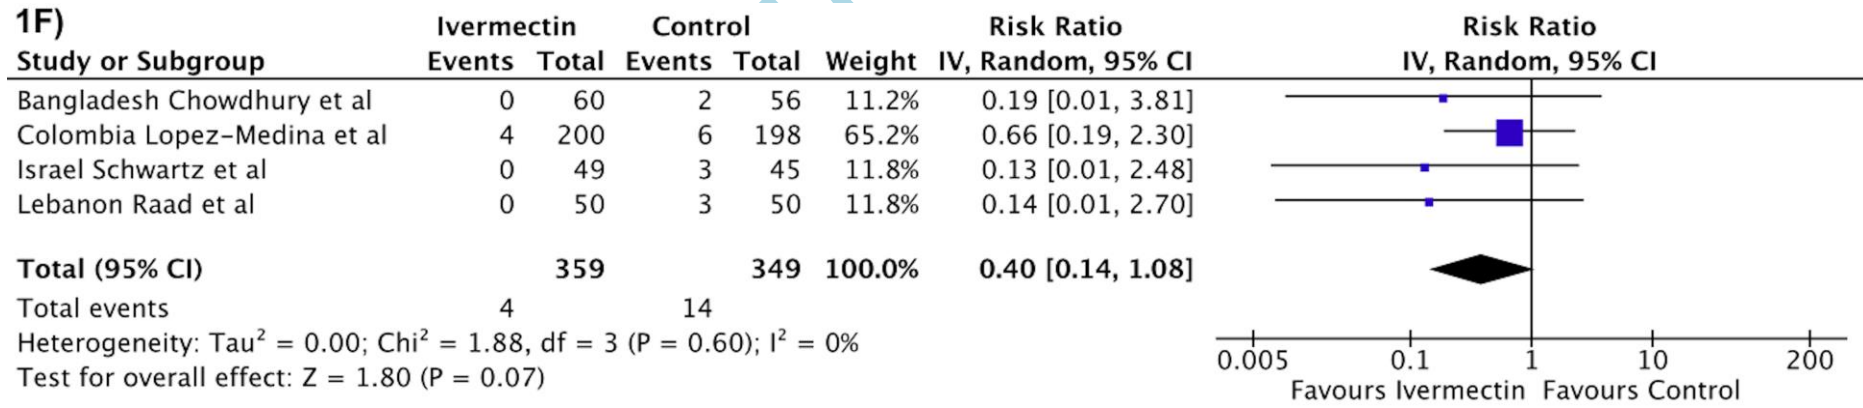 1F)
Ivermectin Control Risk Ratio Risk Ratio
Study or Subgroup Events Total Events Total Weight IV, Random, 95% CI IV, Random, 95% CI
Bangladesh Chowdhury et al 0 60 2 56 11.2% 0.19 [0.01, 3.81]
Colombia Lopez-Medina et al 4 200 6 198 65.2% 0.66 [0.19, 2.30]
Israel Schwartz et al 0 49 3 45 11.8% 0.13 [0.01, 2.48]
Lebanon Raad et al 0 50 3 50 11.8% 0.14 [0.01, 2.70]
Total (95% CI) 359 349 100.0% 0.40 [0.14, 1.08]
Total events 4 14
Heterogeneity: Tau² = 0.00; Chi² = 1.88, df = 3 (P = 0.60); I² = 0%
Test for overall effect: Z = 1.80 (P = 0.07)
0.005 0.1 1 10 200
Favours Ivermectin Favours Control